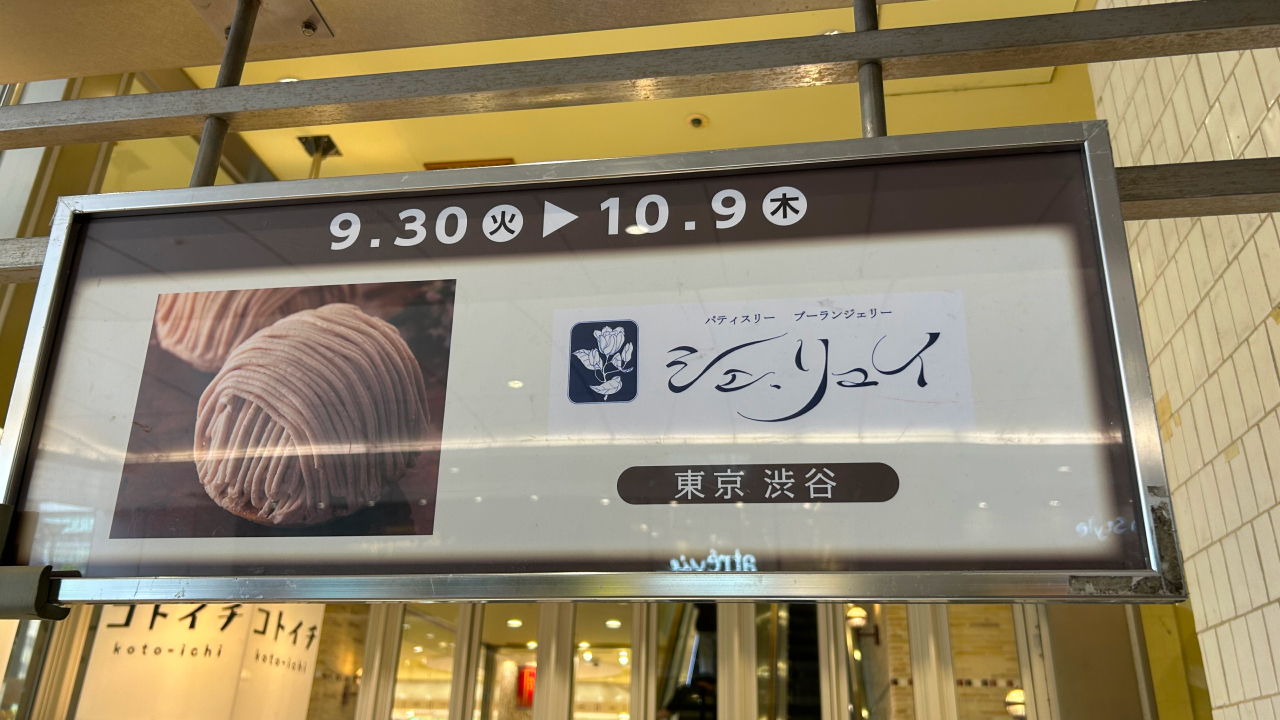 9.30 火 ▶ 10.9 木
パティスリー ブーランジェリー
シェ・リュイ
東京 渋谷
atrévie
Style
コトイチ コトイチ
koto-ichi koto-ichi